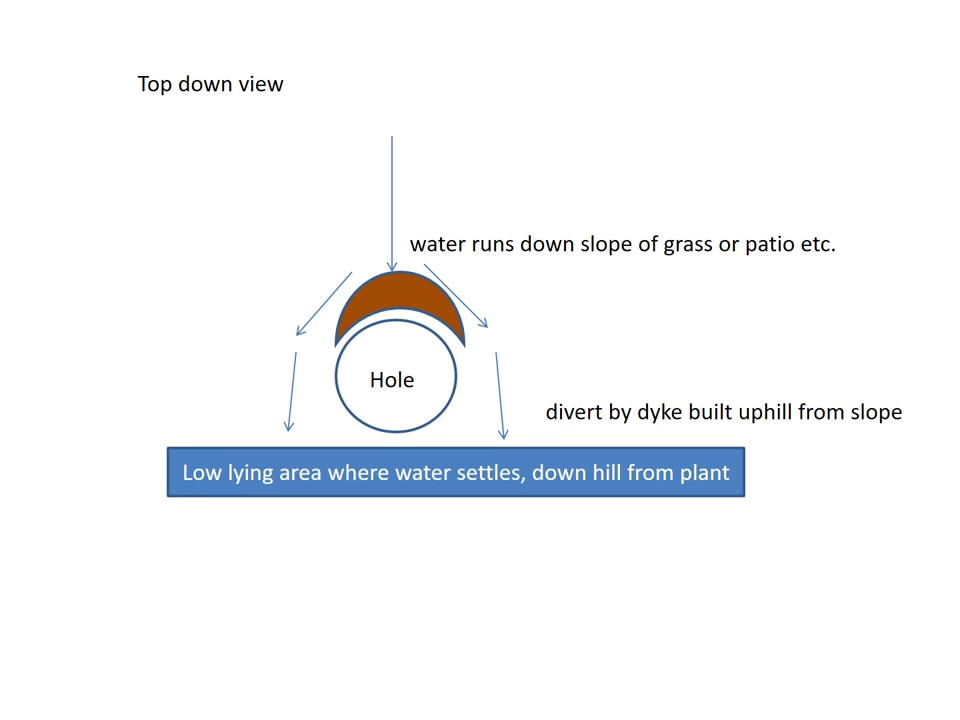 Top down view
water runs down slope of grass or patio etc.
Hole
divert by dyke built uphill from slope
Low lying area where water settles, down hill from plant